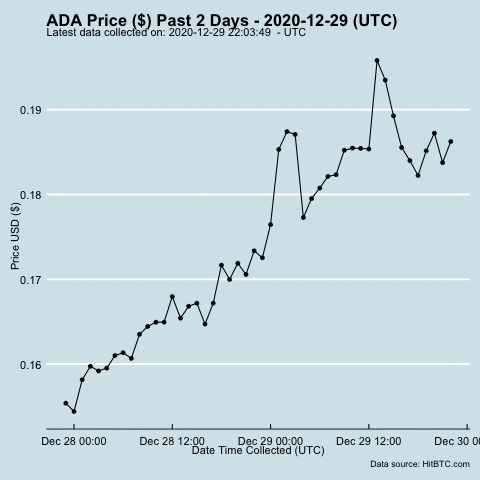 ADA Price ($) Past 2 Days - 2020-12-29 (UTC)
Latest data collected on: 2020-12-29 22:03:49 - UTC
0.19
0.18
0.17
0.16
Price USD ($)
Dec 28 00:00 Dec 28 12:00 Dec 29 00:00 Dec 29 12:00 Dec 30 0
Date Time Collected (UTC)
Data source: HitBTC.com